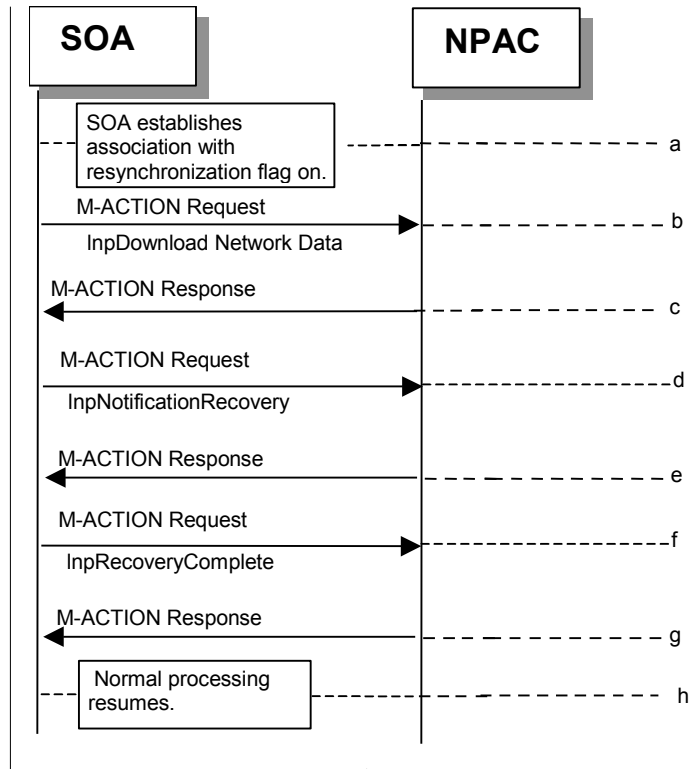 SOA
NPAC
SOA establishes
association with
resynchronization flag on.
a
M-ACTION Request
b
lnpDownload Network Data
M-ACTION Response
c
M-ACTION Request
d
lnpNotificationRecovery
M-ACTION Response
e
M-ACTION Request
f
lnpRecoveryComplete
M-ACTION Response
g
Normal processing
resumes.
h